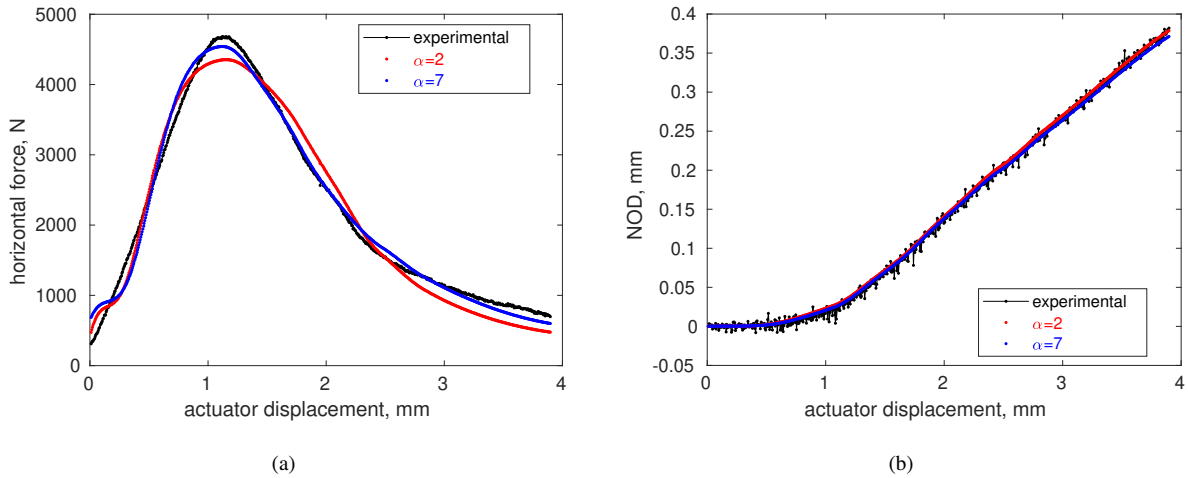 5000
4000
3000
2000
1000
0
0
1
2
3
4
horizontal force, N
actuator displacement, mm
experimental
α=2
α=7
(a)
0.4
0.35
0.3
0.25
0.2
0.15
0.1
0.05
0
-0.05
0
1
2
3
4
NOD, mm
actuator displacement, mm
experimental
α=2
α=7
(b)